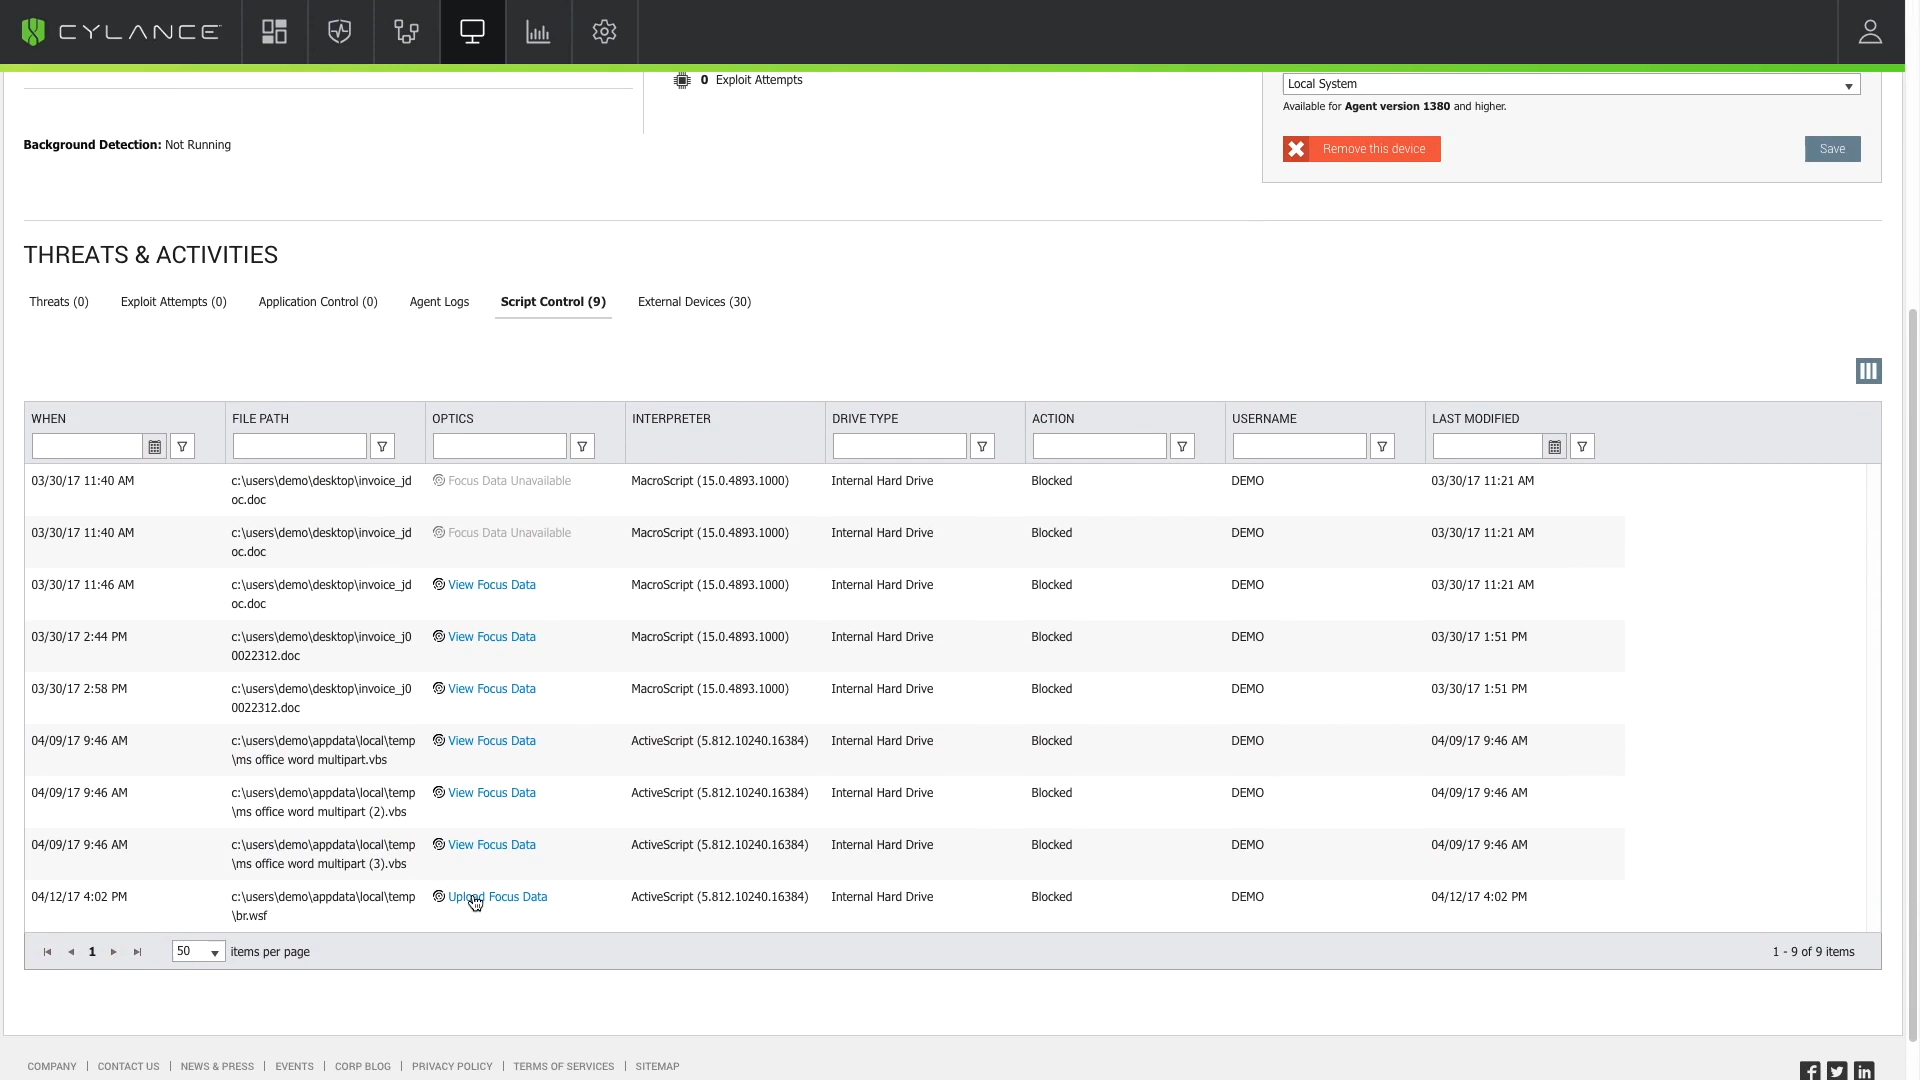 CYLANCE
0 Exploit Attempts
Local System
Available for Agent version 1380 and higher.
Background Detection: Not Running
Remove this device
Save
THREATS & ACTIVITIES
Threats (0) Exploit Attempts (0) Application Control (0) Agent Logs Script Control (9) External Devices (30)
WHEN FILE PATH OPTICS INTERPRETER DRIVE TYPE ACTION USERNAME LAST MODIFIED
03/30/17 11:40 AM c:\users\demo\desktop\invoice_jd Focus Data Unavailable MacroScript (15.0.4893.1000) Internal Hard Drive Blocked DEMO 03/30/17 11:21 AM
oc.doc
03/30/17 11:40 AM c:\users\demo\desktop\invoice_jd Focus Data Unavailable MacroScript (15.0.4893.1000) Internal Hard Drive Blocked DEMO 03/30/17 11:21 AM
oc.doc
03/30/17 11:46 AM c:\users\demo\desktop\invoice_jd View Focus Data MacroScript (15.0.4893.1000) Internal Hard Drive Blocked DEMO 03/30/17 11:21 AM
oc.doc
03/30/17 2:44 PM c:\users\demo\desktop\invoice_j0 View Focus Data MacroScript (15.0.4893.1000) Internal Hard Drive Blocked DEMO 03/30/17 1:51 PM
0022312.doc
03/30/17 2:58 PM c:\users\demo\desktop\invoice_j0 View Focus Data MacroScript (15.0.4893.1000) Internal Hard Drive Blocked DEMO 03/30/17 1:51 PM
0022312.doc
04/09/17 9:46 AM c:\users\demo\appdata\local\temp View Focus Data ActiveScript (5.812.10240.16384) Internal Hard Drive Blocked DEMO 04/09/17 9:46 AM
\ms office word multipart.vbs
04/09/17 9:46 AM c:\users\demo\appdata\local\temp View Focus Data ActiveScript (5.812.10240.16384) Internal Hard Drive Blocked DEMO 04/09/17 9:46 AM
\ms office word multipart (2).vbs
04/09/17 9:46 AM c:\users\demo\appdata\local\temp View Focus Data ActiveScript (5.812.10240.16384) Internal Hard Drive Blocked DEMO 04/09/17 9:46 AM
\ms office word multipart (3).vbs
04/12/17 4:02 PM c:\users\demo\appdata\local\temp Upload Focus Data ActiveScript (5.812.10240.16384) Internal Hard Drive Blocked DEMO 04/12/17 4:02 PM
\br.wsf
1 50 items per page 1 - 9 of 9 items
COMPANY | CONTACT US | NEWS & PRESS | EVENTS | CORP BLOG | PRIVACY POLICY | TERMS OF SERVICES | SITEMAP